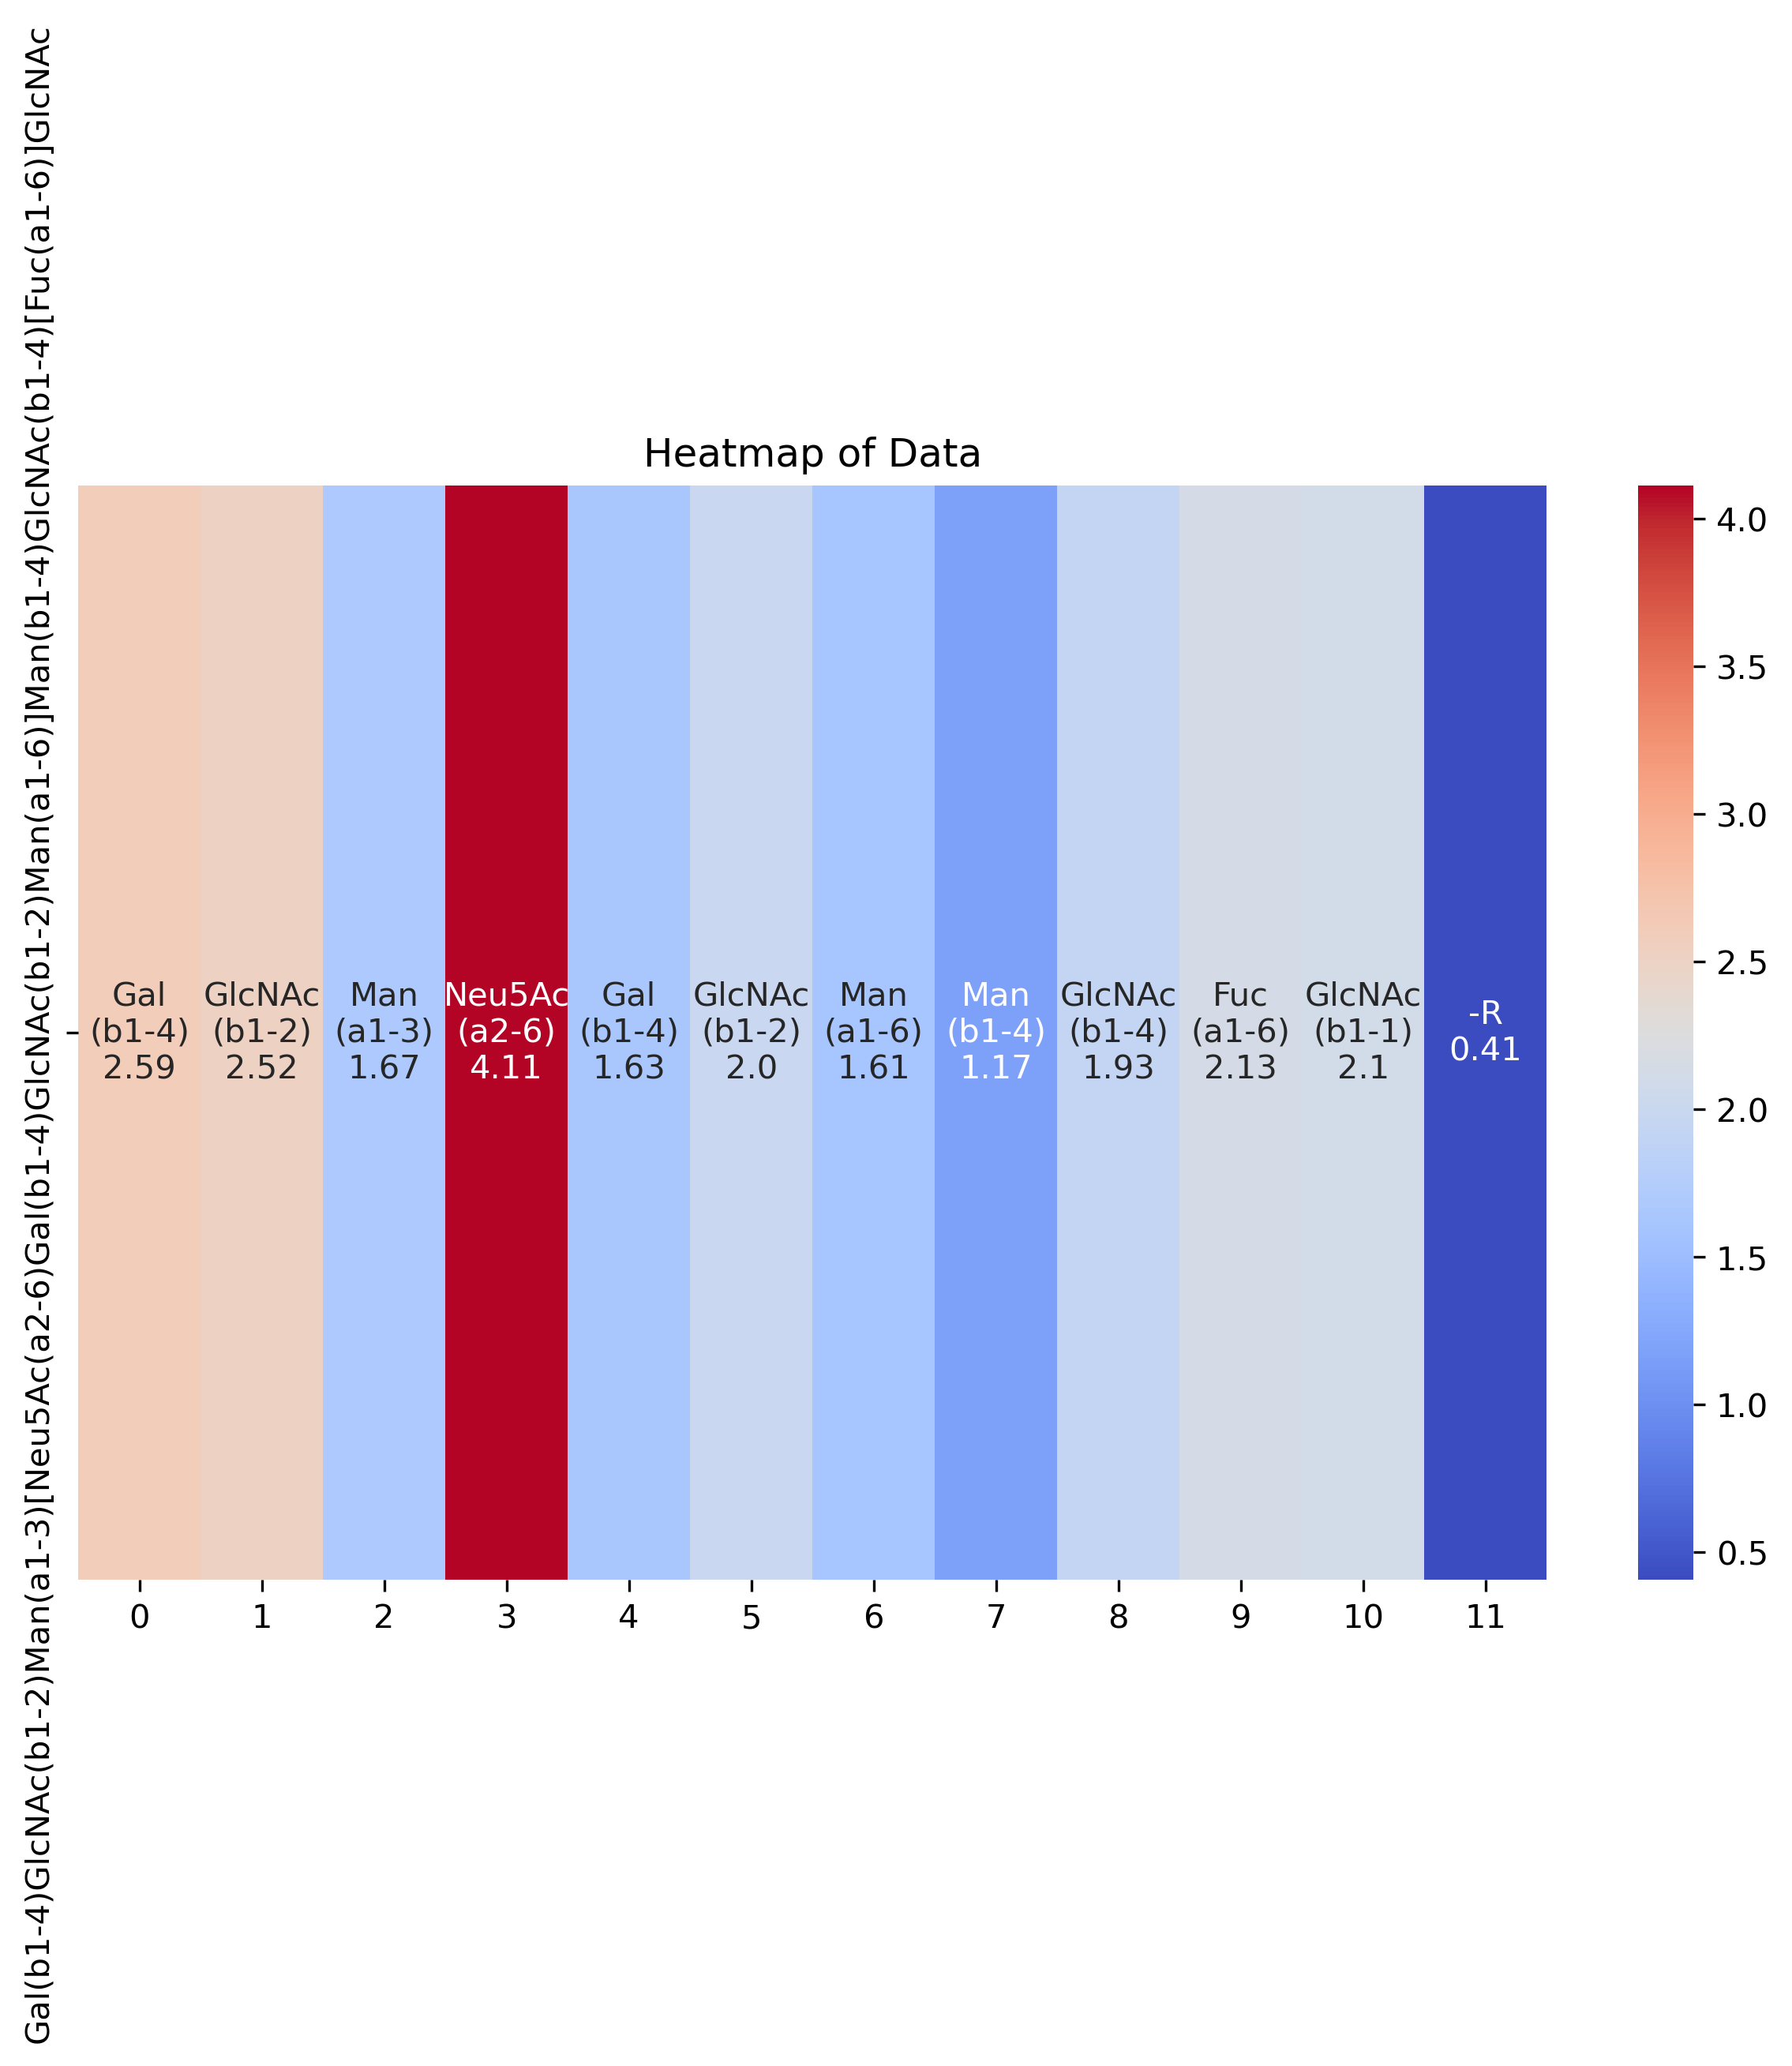 Heatmap of Data
Gal(b1-4)GlcNAc(b1-2)Man(a1-3)[Neu5Ac(a2-6)Gal(b1-4)GlcNAc(b1-2)Man(a1-6)]Man(b1-4)GlcNAc(b1-4)[Fuc(a1-6)]GlcNAc
Gal
(b1-4)
2.59
GlcNAc
(b1-2)
2.52
Man
(a1-3)
1.67
Neu5Ac
(a2-6)
4.11
Gal
(b1-4)
1.63
GlcNAc
(b1-2)
2.0
Man
(a1-6)
1.61
Man
(b1-4)
1.17
GlcNAc
(b1-4)
1.93
Fuc
(a1-6)
2.13
GlcNAc
(b1-1)
2.1
-R
0.41
0 1 2 3 4 5 6 7 8 9 10 11
4.0
3.5
3.0
2.5
2.0
1.5
1.0
0.5